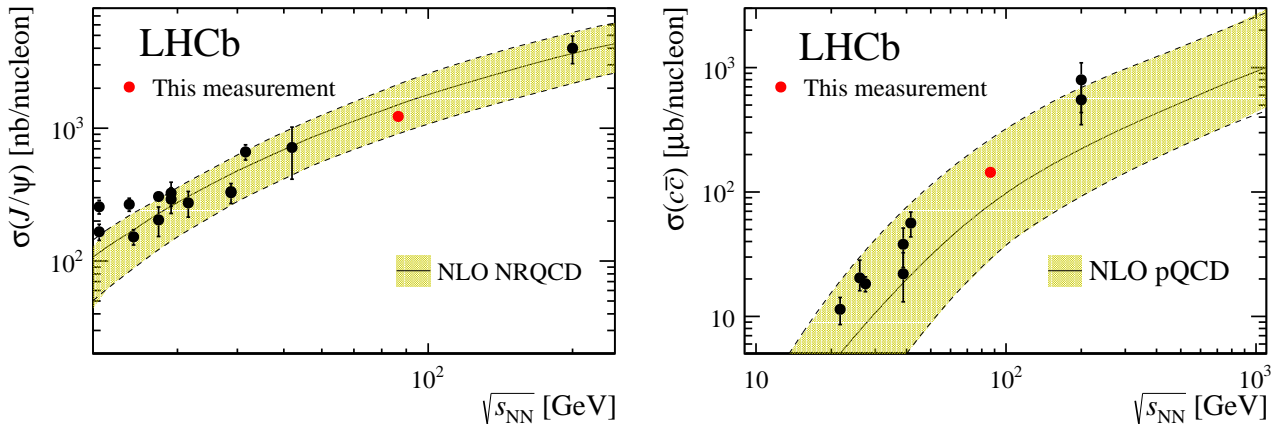 LHCb
This measurement
NLO NRQCD
σ(J/ψ) [nb/nucleon]
10³
10²
10²
√s_NN [GeV]
LHCb
This measurement
NLO pQCD
σ(cc̅) [μb/nucleon]
10³
10²
10
10
10²
10³
√s_NN [GeV]